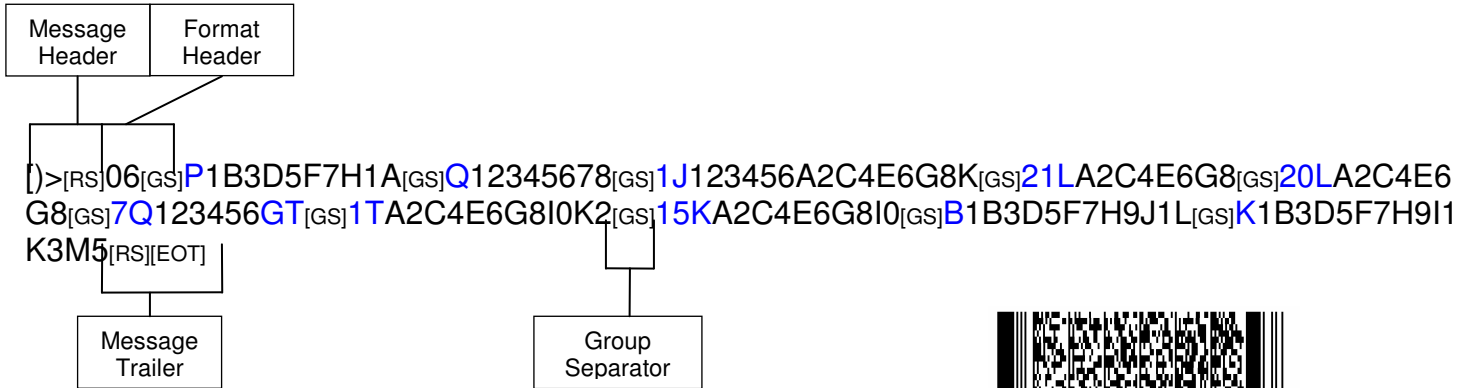 Message
Header
Format
Header
[)>[RS]06[GS]P1B3D5F7H1A[GS]Q12345678[GS]1J123456A2C4E6G8K[GS]21LA2C4E6G8[GS]20LA2C4E6
G8[GS]7Q123456GT[GS]1TA2C4E6G8I0K2[GS]15KA2C4E6G8I0[GS]B1B3D5F7H9J1L[GS]K1B3D5F7H9I1
K3M5[RS][EOT]
Message
Trailer
Group
Separator